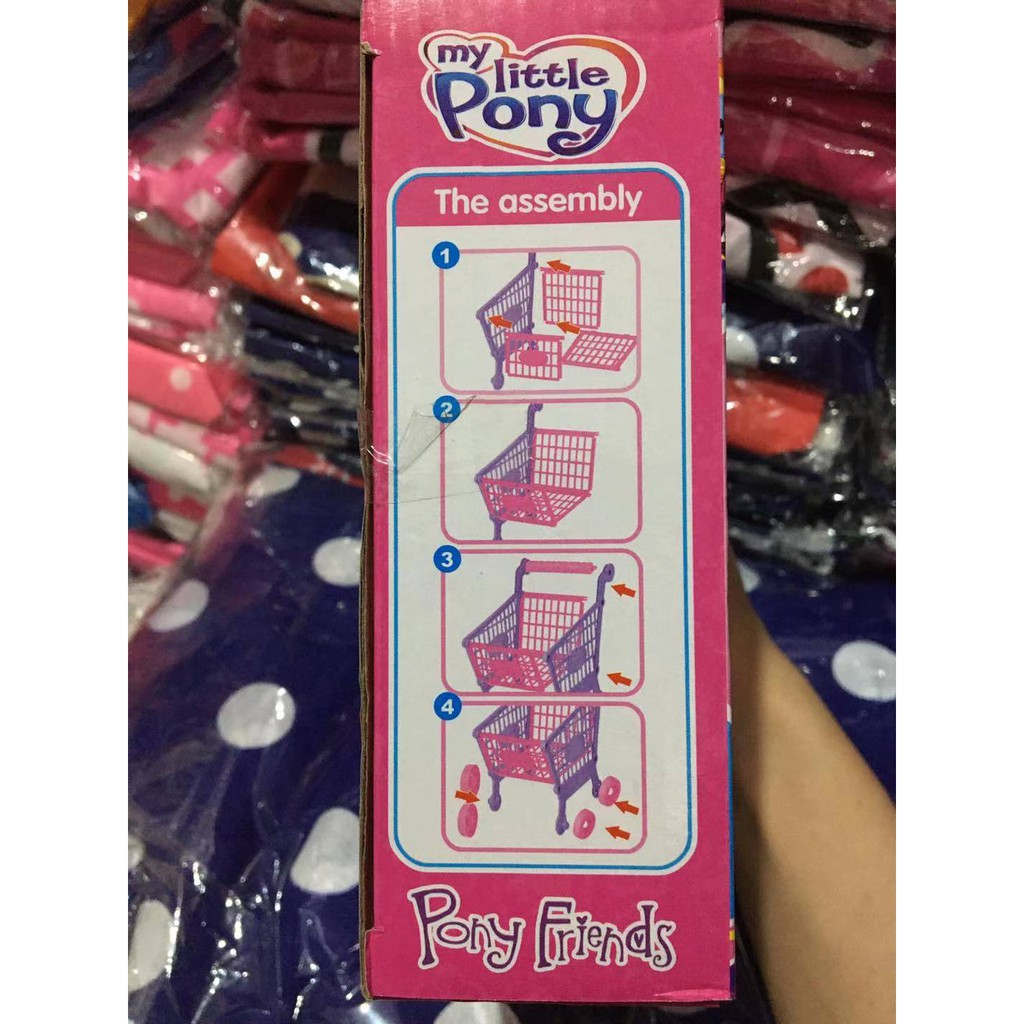 my
little
Pony
The assembly
1
2
3
4
Pony Friends